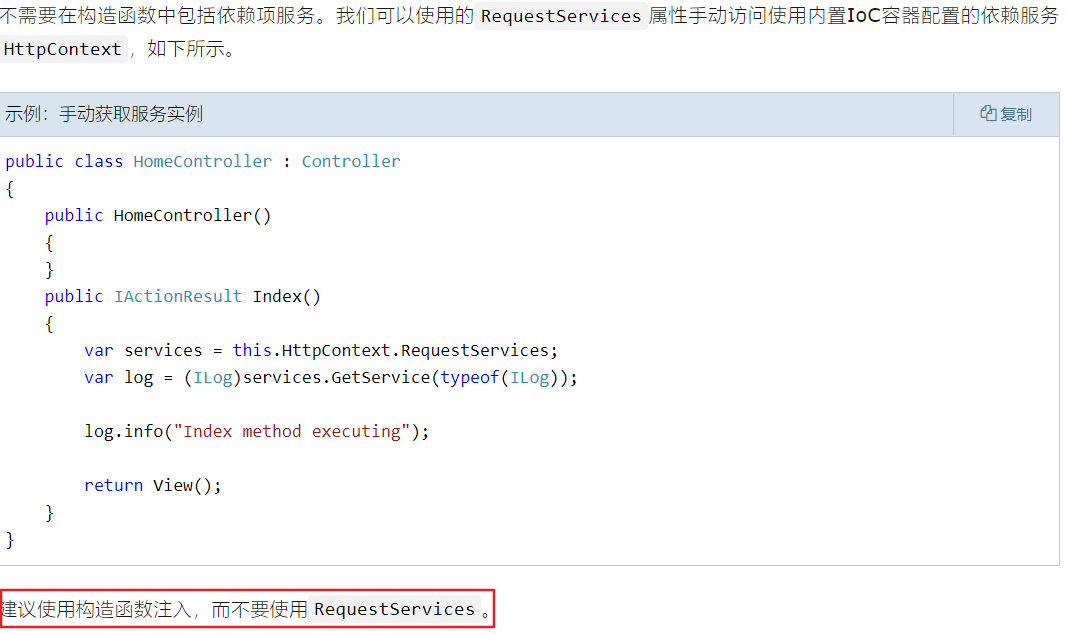 不需要在构造函数中包括依赖项服务。我们可以使用的 RequestServices 属性手动访问使用内置IoC容器配置的依赖服务
HttpContext，如下所示。
示例：手动获取服务实例 复制
public class HomeController : Controller
{
    public HomeController()
    {
    }
    public IActionResult Index()
    {
        var services = this.HttpContext.RequestServices;
        var log = (ILog)services.GetService(typeof(ILog));
        log.info("Index method executing");
        return View();
    }
}
建议使用构造函数注入，而不要使用 RequestServices 。